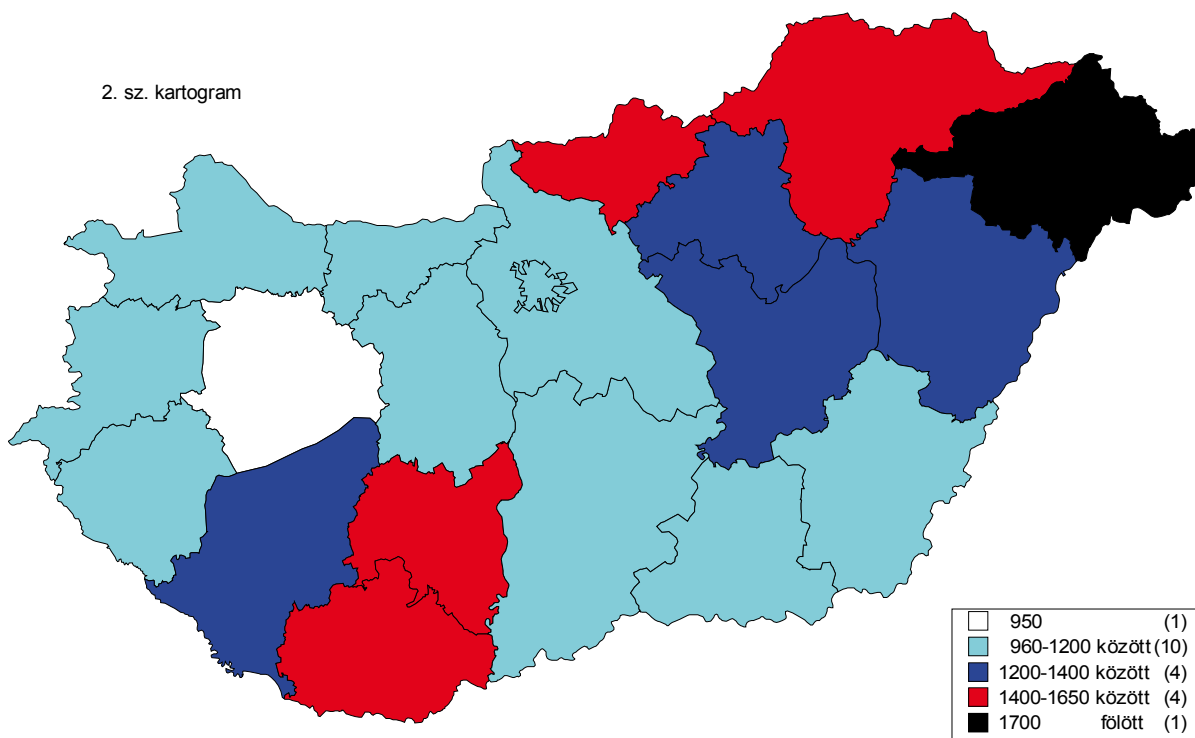 2. sz. kartogram
950 (1)
960-1200 között (10)
1200-1400 között (4)
1400-1650 között (4)
1700 fölött (1)